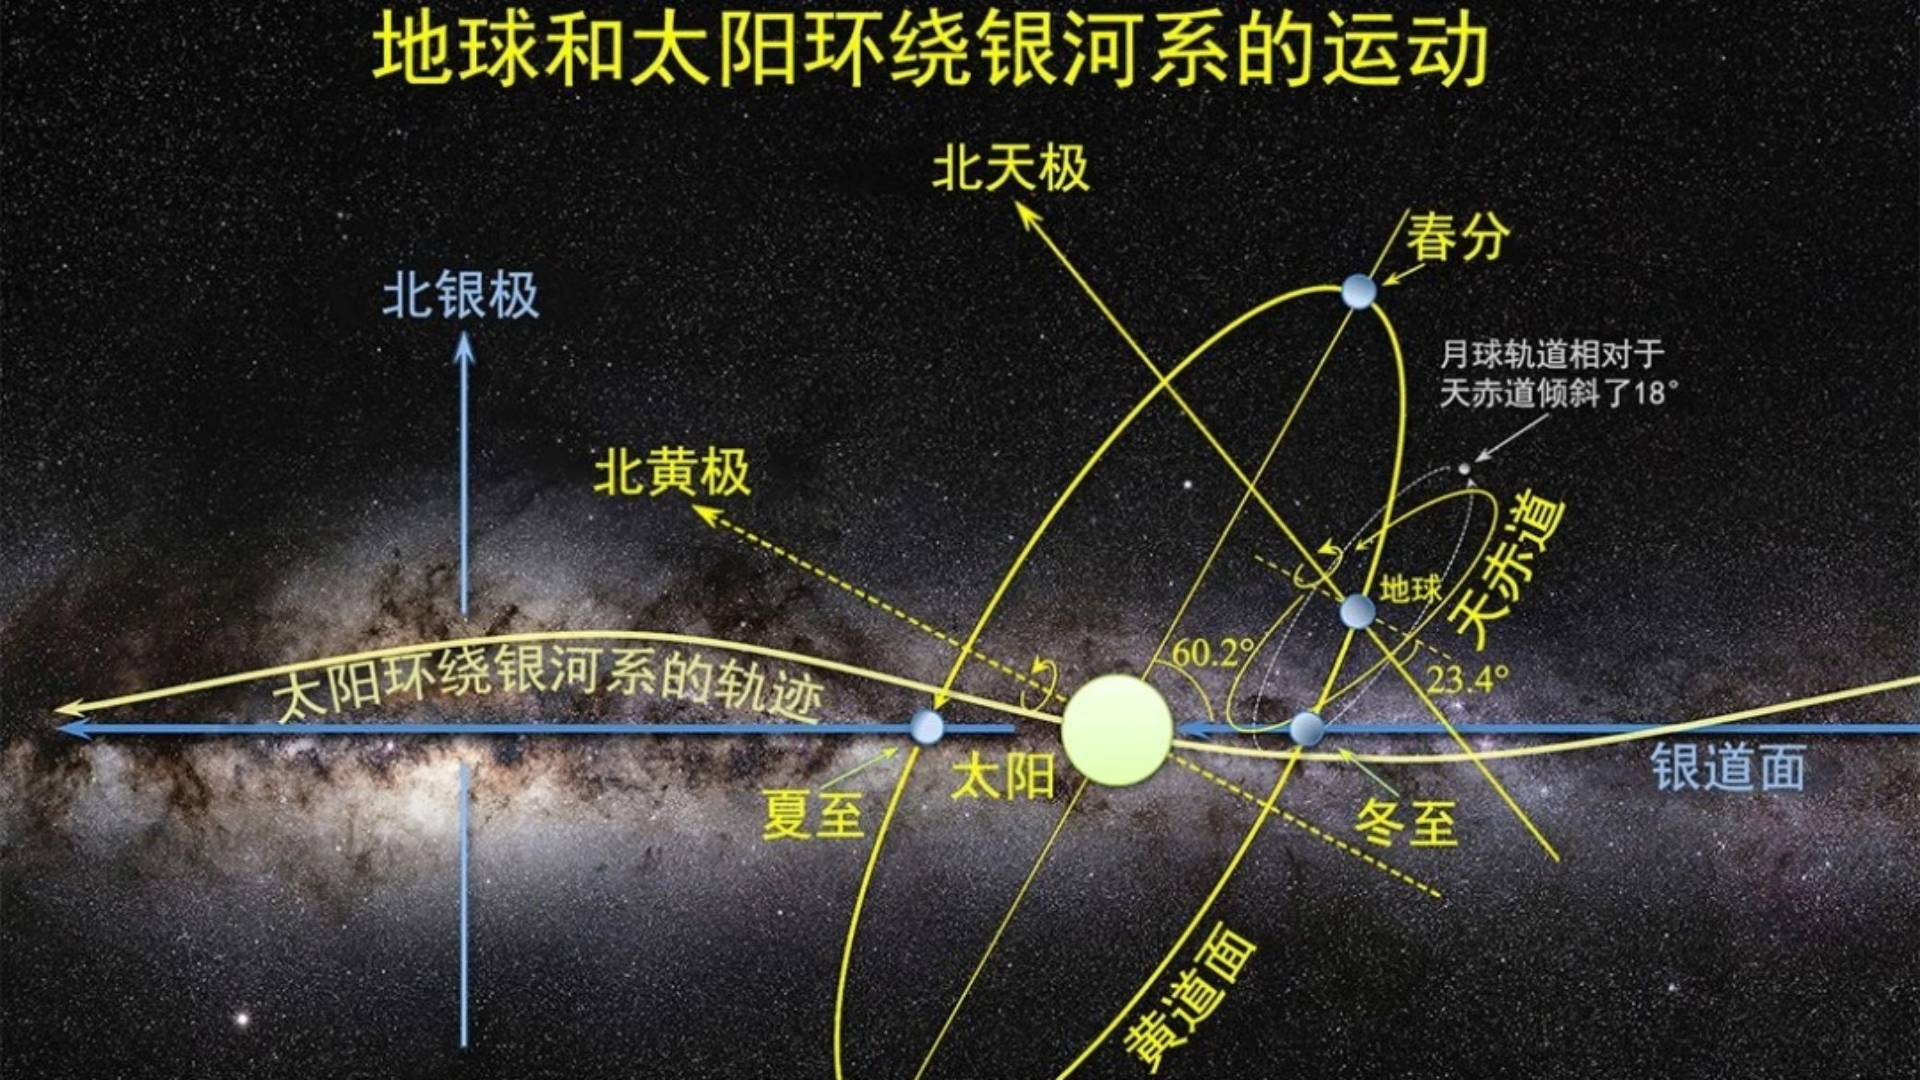 地球和太阳环绕银河系的运动
北天极
春分
北银极
月球轨道相对于
天赤道倾斜了18°
北黄极
天赤道
地球
60.2°
23.4°
太阳环绕银河系的轨迹
银道面
太阳
夏至
冬至
黄道面